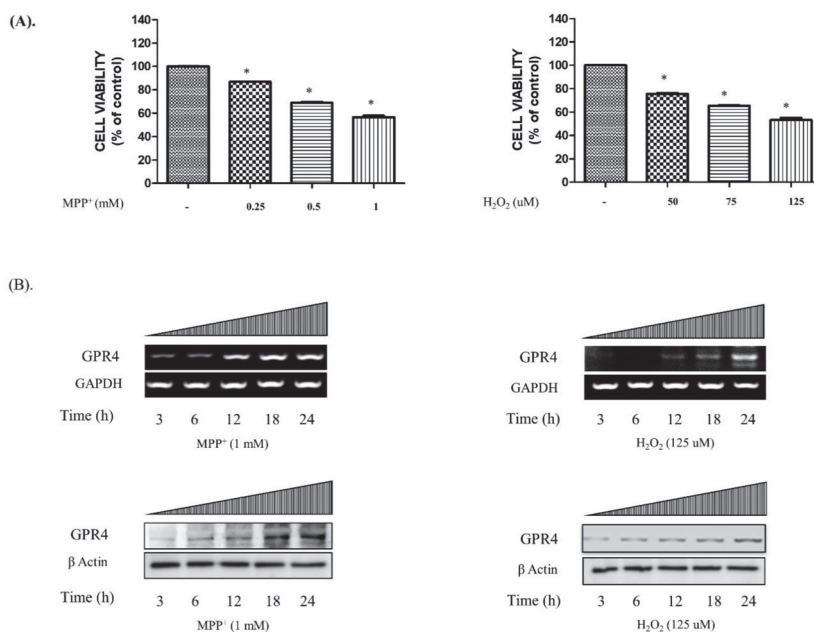 (A).
CELL VIABILITY
(% of control)
140
120
100
80
60
40
20
0
* * *
MPP⁺ (mM) - 0.25 0.5 1
CELL VIABILITY
(% of control)
140
120
100
80
60
40
20
0
* * *
H₂O₂ (uM) - 50 75 125
(B).
GPR4
GAPDH
Time (h) 3 6 12 18 24
MPP⁺ (1 mM)
GPR4
GAPDH
Time (h) 3 6 12 18 24
H₂O₂ (125 uM)
GPR4
β Actin
Time (h) 3 6 12 18 24
MPP⁺ (1 mM)
GPR4
β Actin
Time (h) 3 6 12 18 24
H₂O₂ (125 uM)